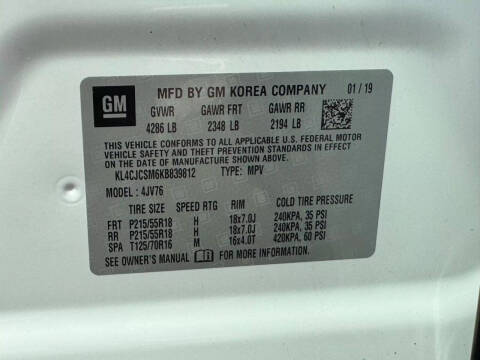 GM
MFD BY GM KOREA COMPANY 01/19
GVWR GAWR FRT GAWR RR
4286 LB 2348 LB 2194 LB
THIS VEHICLE CONFORMS TO ALL APPLICABLE U.S. FEDERAL MOTOR
VEHICLE SAFETY AND THEFT PREVENTION STANDARDS IN EFFECT
ON THE DATE OF MANUFACTURE SHOWN ABOVE.
KL4CJCSM6KB839812 TYPE: MPV
MODEL: 4JV76
TIRE SIZE SPEED RTG RIM COLD TIRE PRESSURE
FRT P215/55R18 H 18x7.0J 240KPA, 35 PSI
RR P215/55R18 H 18x7.0J 240KPA, 35 PSI
SPA T125/70R16 M 16x4.0T 420KPA, 60 PSI
SEE OWNER'S MANUAL FOR MORE INFORMATION.